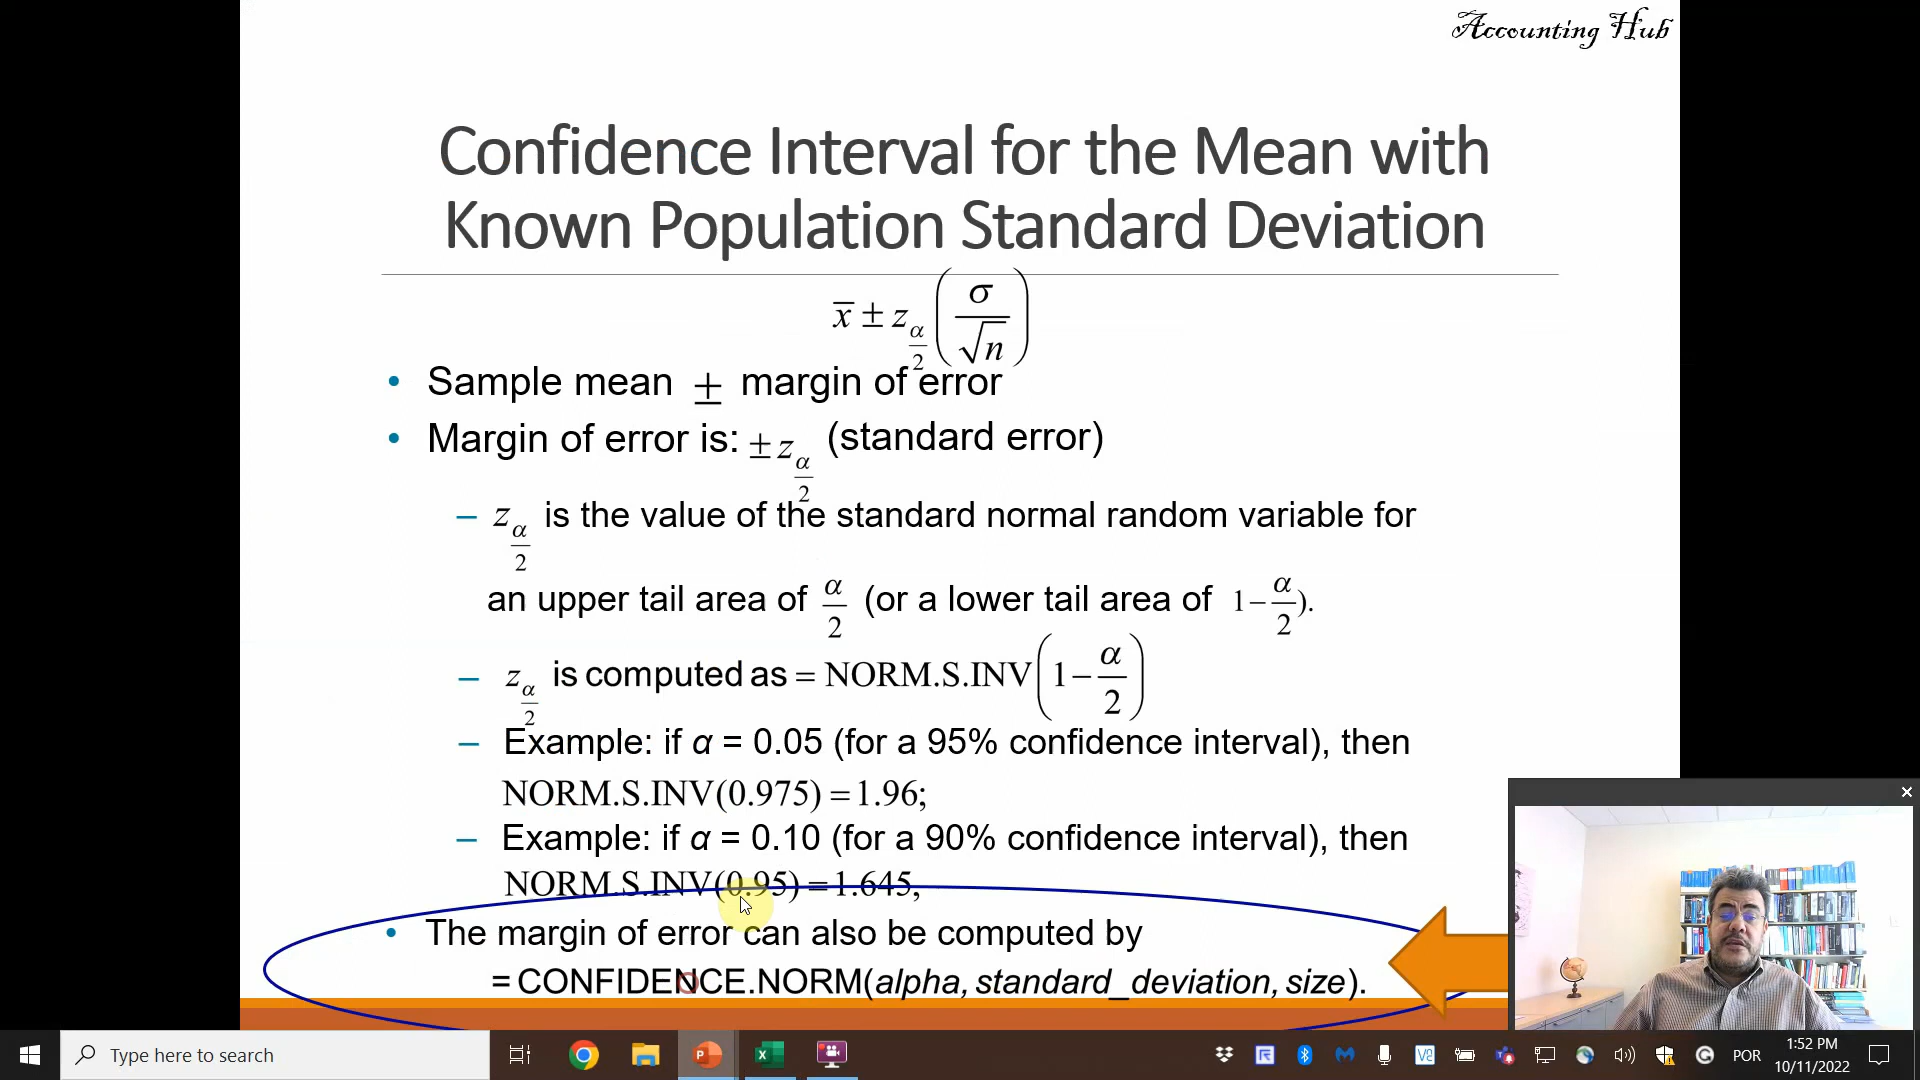 Accounting Hub
Confidence Interval for the Mean with
Known Population Standard Deviation
x̄ ± z_{α/2} (σ/√n)
• Sample mean ± margin of error
• Margin of error is: ± z_{α/2} (standard error)
– z_{α/2} is the value of the standard normal random variable for
an upper tail area of α/2 (or a lower tail area of 1−α/2).
– z_{α/2} is computed as = NORM.S.INV(1−α/2)
– Example: if α = 0.05 (for a 95% confidence interval), then
NORM.S.INV(0.975) = 1.96;
– Example: if α = 0.10 (for a 90% confidence interval), then
NORM.S.INV(0.95) = 1.645;
• The margin of error can also be computed by
= CONFIDENCE.NORM(alpha, standard_deviation, size).
Type here to search
POR
1:52 PM
10/11/2022